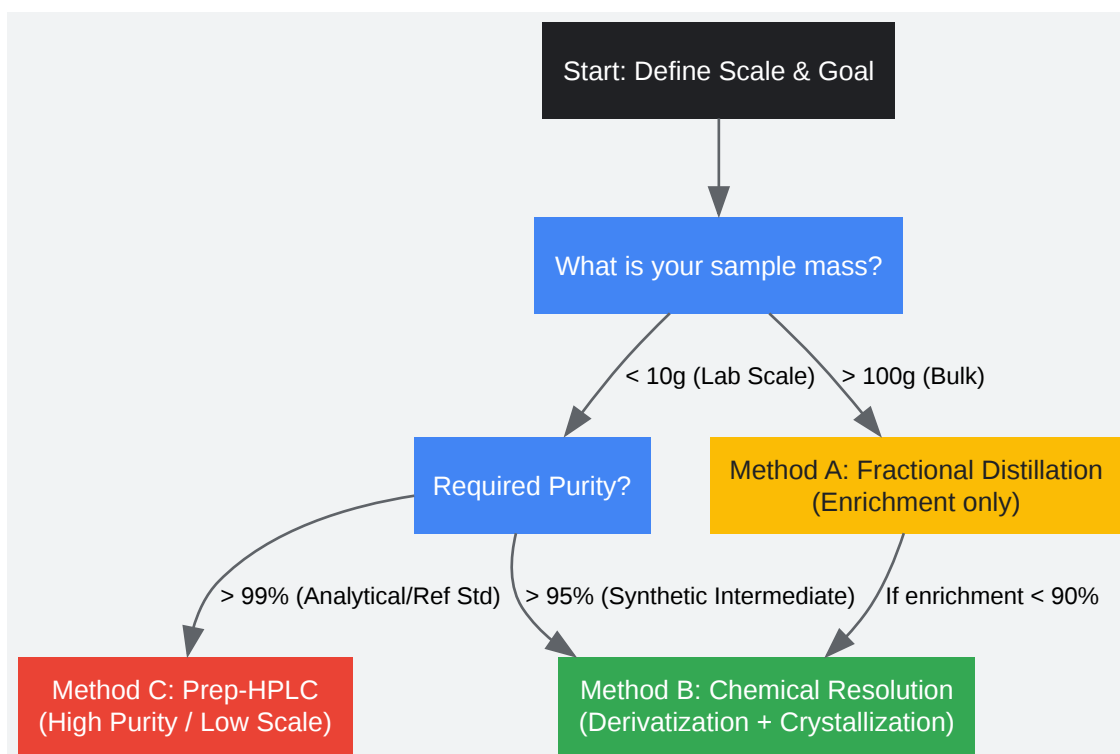 Start: Define Scale & Goal
What is your sample mass?
< 10g (Lab Scale)
> 100g (Bulk)
Required Purity?
Method A: Fractional Distillation
(Enrichment only)
> 99% (Analytical/Ref Std)
> 95% (Synthetic Intermediate)
If enrichment < 90%
Method C: Prep-HPLC
(High Purity / Low Scale)
Method B: Chemical Resolution
(Derivatization + Crystallization)